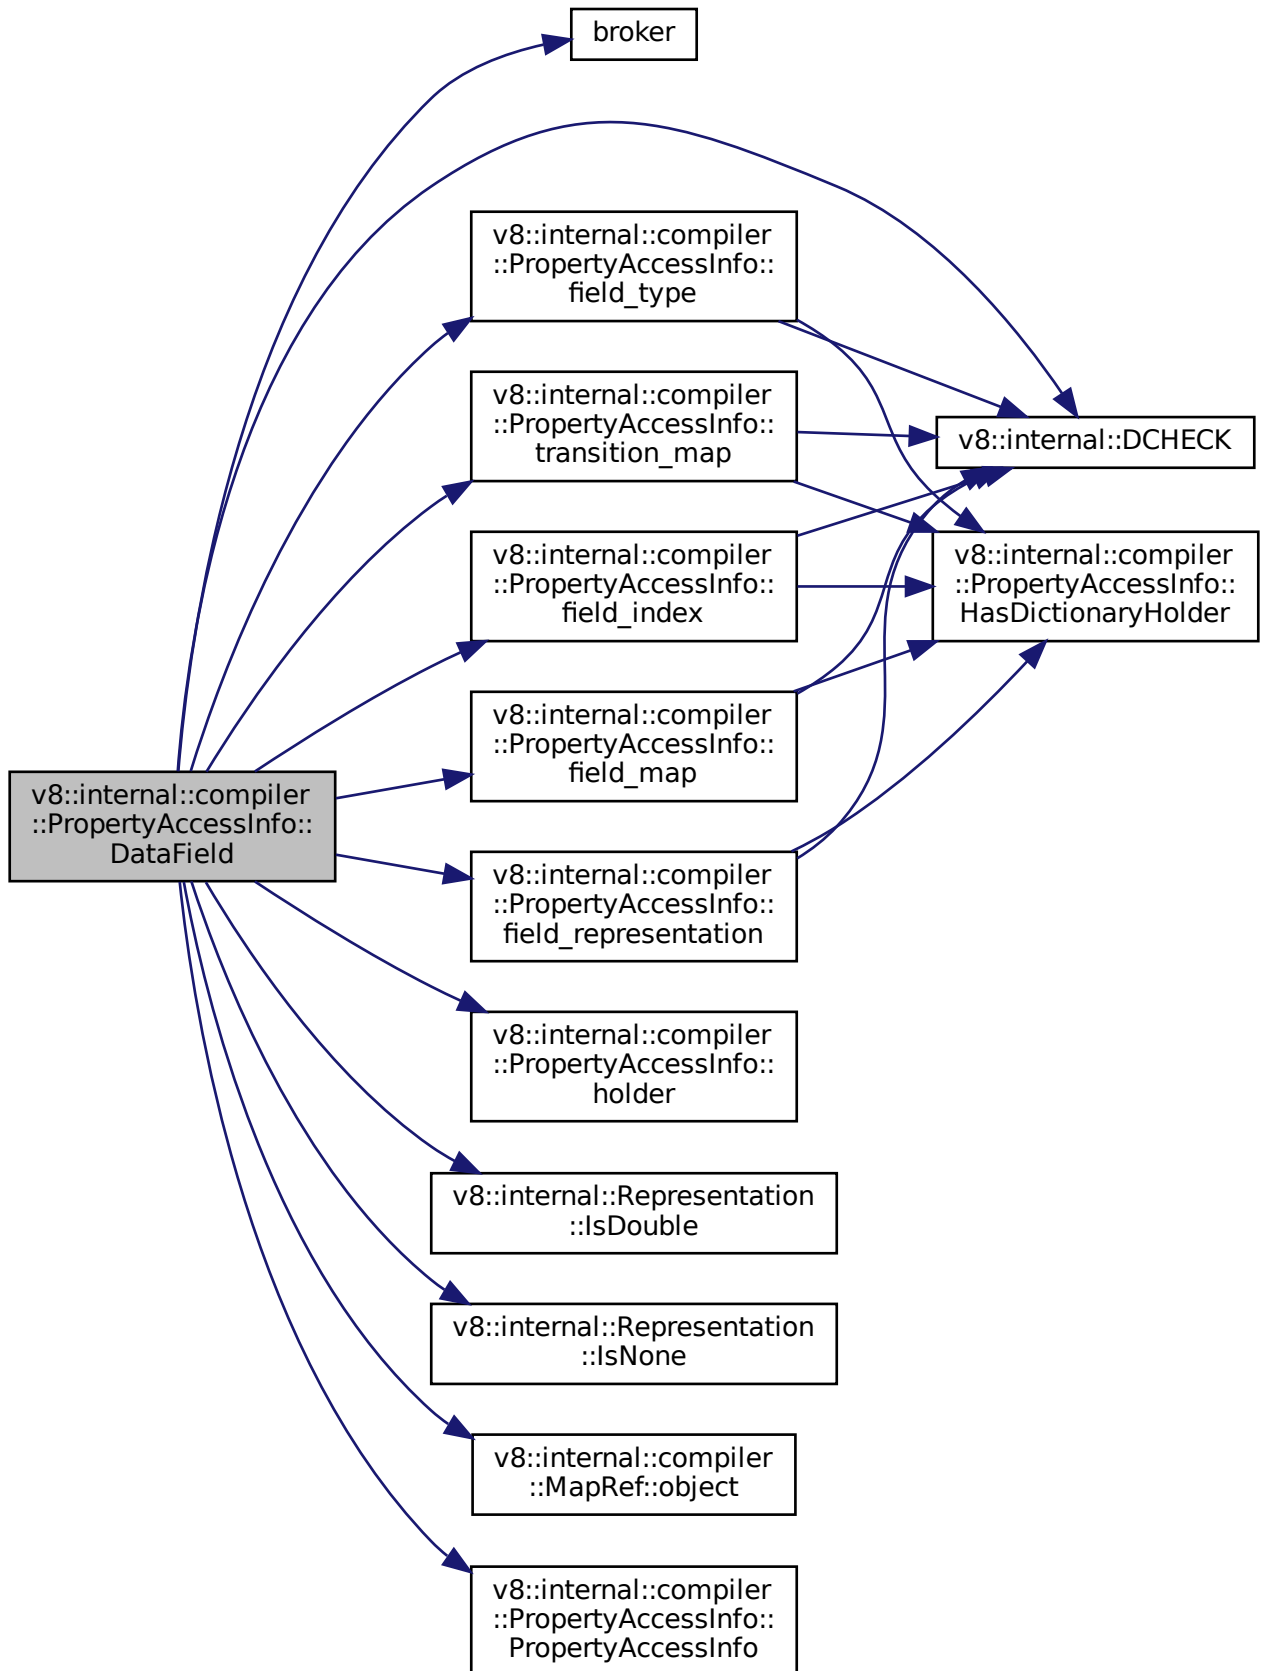 broker
v8::internal::compiler
::PropertyAccessInfo::
field_type
v8::internal::compiler
::PropertyAccessInfo::
transition_map
v8::internal::DCHECK
v8::internal::compiler
::PropertyAccessInfo::
field_index
v8::internal::compiler
::PropertyAccessInfo::
HasDictionaryHolder
v8::internal::compiler
::PropertyAccessInfo::
field_map
v8::internal::compiler
::PropertyAccessInfo::
DataField
v8::internal::compiler
::PropertyAccessInfo::
field_representation
v8::internal::compiler
::PropertyAccessInfo::
holder
v8::internal::Representation
::IsDouble
v8::internal::Representation
::IsNone
v8::internal::compiler
::MapRef::object
v8::internal::compiler
::PropertyAccessInfo::
PropertyAccessInfo